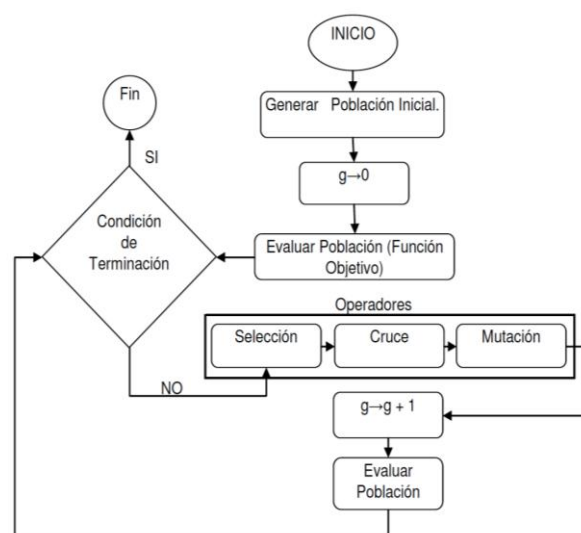 INICIO
Generar Población Inicial.
g→0
Evaluar Población (Función
Objetivo)
Fin
SI
Condición
de
Terminación
NO
Operadores
Selección
Cruce
Mutación
g→g + 1
Evaluar
Población